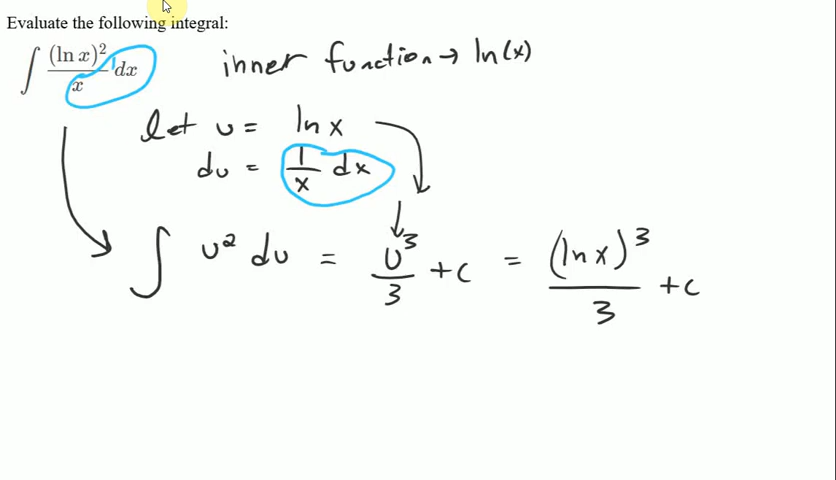 Evaluate the following integral:
∫ (ln x)²/x dx inner function → ln(x)
let u = ln x
du = 1/x dx
∫ u² du = u³/3 + c = (ln x)³/3 + c